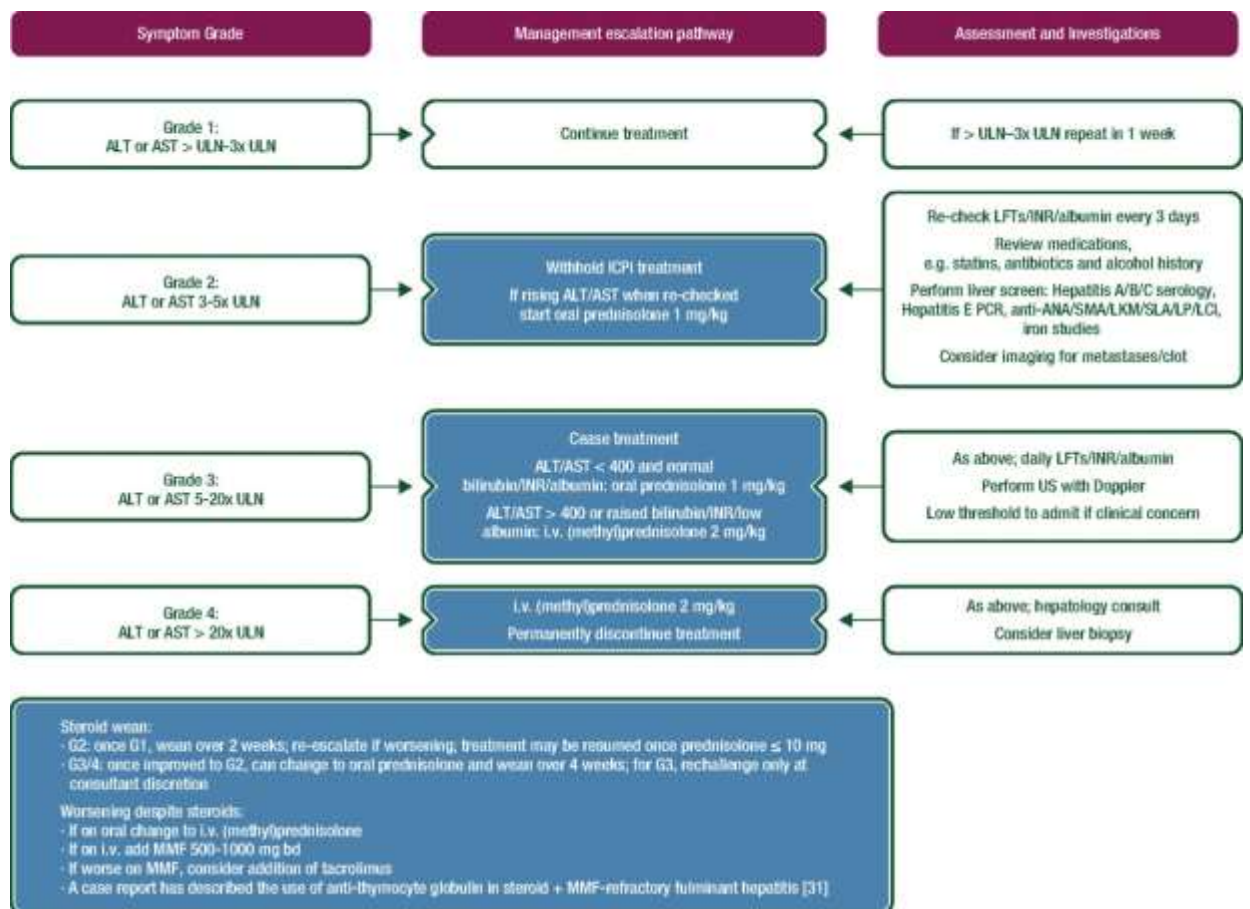 Symptom Grade
Management escalation pathway
Assessment and Investigations
Grade 1:
ALT or AST > ULN–3x ULN
Continue treatment
If > ULN–3x ULN repeat in 1 week
Grade 2:
ALT or AST 3-5x ULN
Withhold ICPI treatment
If rising ALT/AST when re-checked
start oral prednisolone 1 mg/kg
Re-check LFTs/INR/albumin every 3 days
Review medications,
e.g. statins, antibiotics and alcohol history
Perform liver screen: Hepatitis A/B/C serology,
Hepatitis E PCR, anti-ANA/SMA/LKM/SLA/LP/LCI,
iron studies
Consider imaging for metastases/clot
Grade 3:
ALT or AST 5-20x ULN
Cease treatment
ALT/AST < 400 and normal
bilirubin/INR/albumin: oral prednisolone 1 mg/kg
ALT/AST > 400 or raised bilirubin/INR/low
albumin: i.v. (methyl)prednisolone 2 mg/kg
As above; daily LFTs/INR/albumin
Perform US with Doppler
Low threshold to admit if clinical concern
Grade 4:
ALT or AST > 20x ULN
i.v. (methyl)prednisolone 2 mg/kg
Permanently discontinue treatment
As above; hepatology consult
Consider liver biopsy
Steroid wean:
· G2: once G1, wean over 2 weeks; re-escalate if worsening; treatment may be resumed once prednisolone ≤ 10 mg
· G3/4: once improved to G2, can change to oral prednisolone and wean over 4 weeks; for G3, rechallenge only at
consultant discretion
Worsening despite steroids:
· If on oral change to i.v. (methyl)prednisolone
· If on i.v. add MMF 500-1000 mg bd
· If worse on MMF, consider addition of tacrolimus
· A case report has described the use of anti-thymocyte globulin in steroid + MMF-refractory fulminant hepatitis [31]